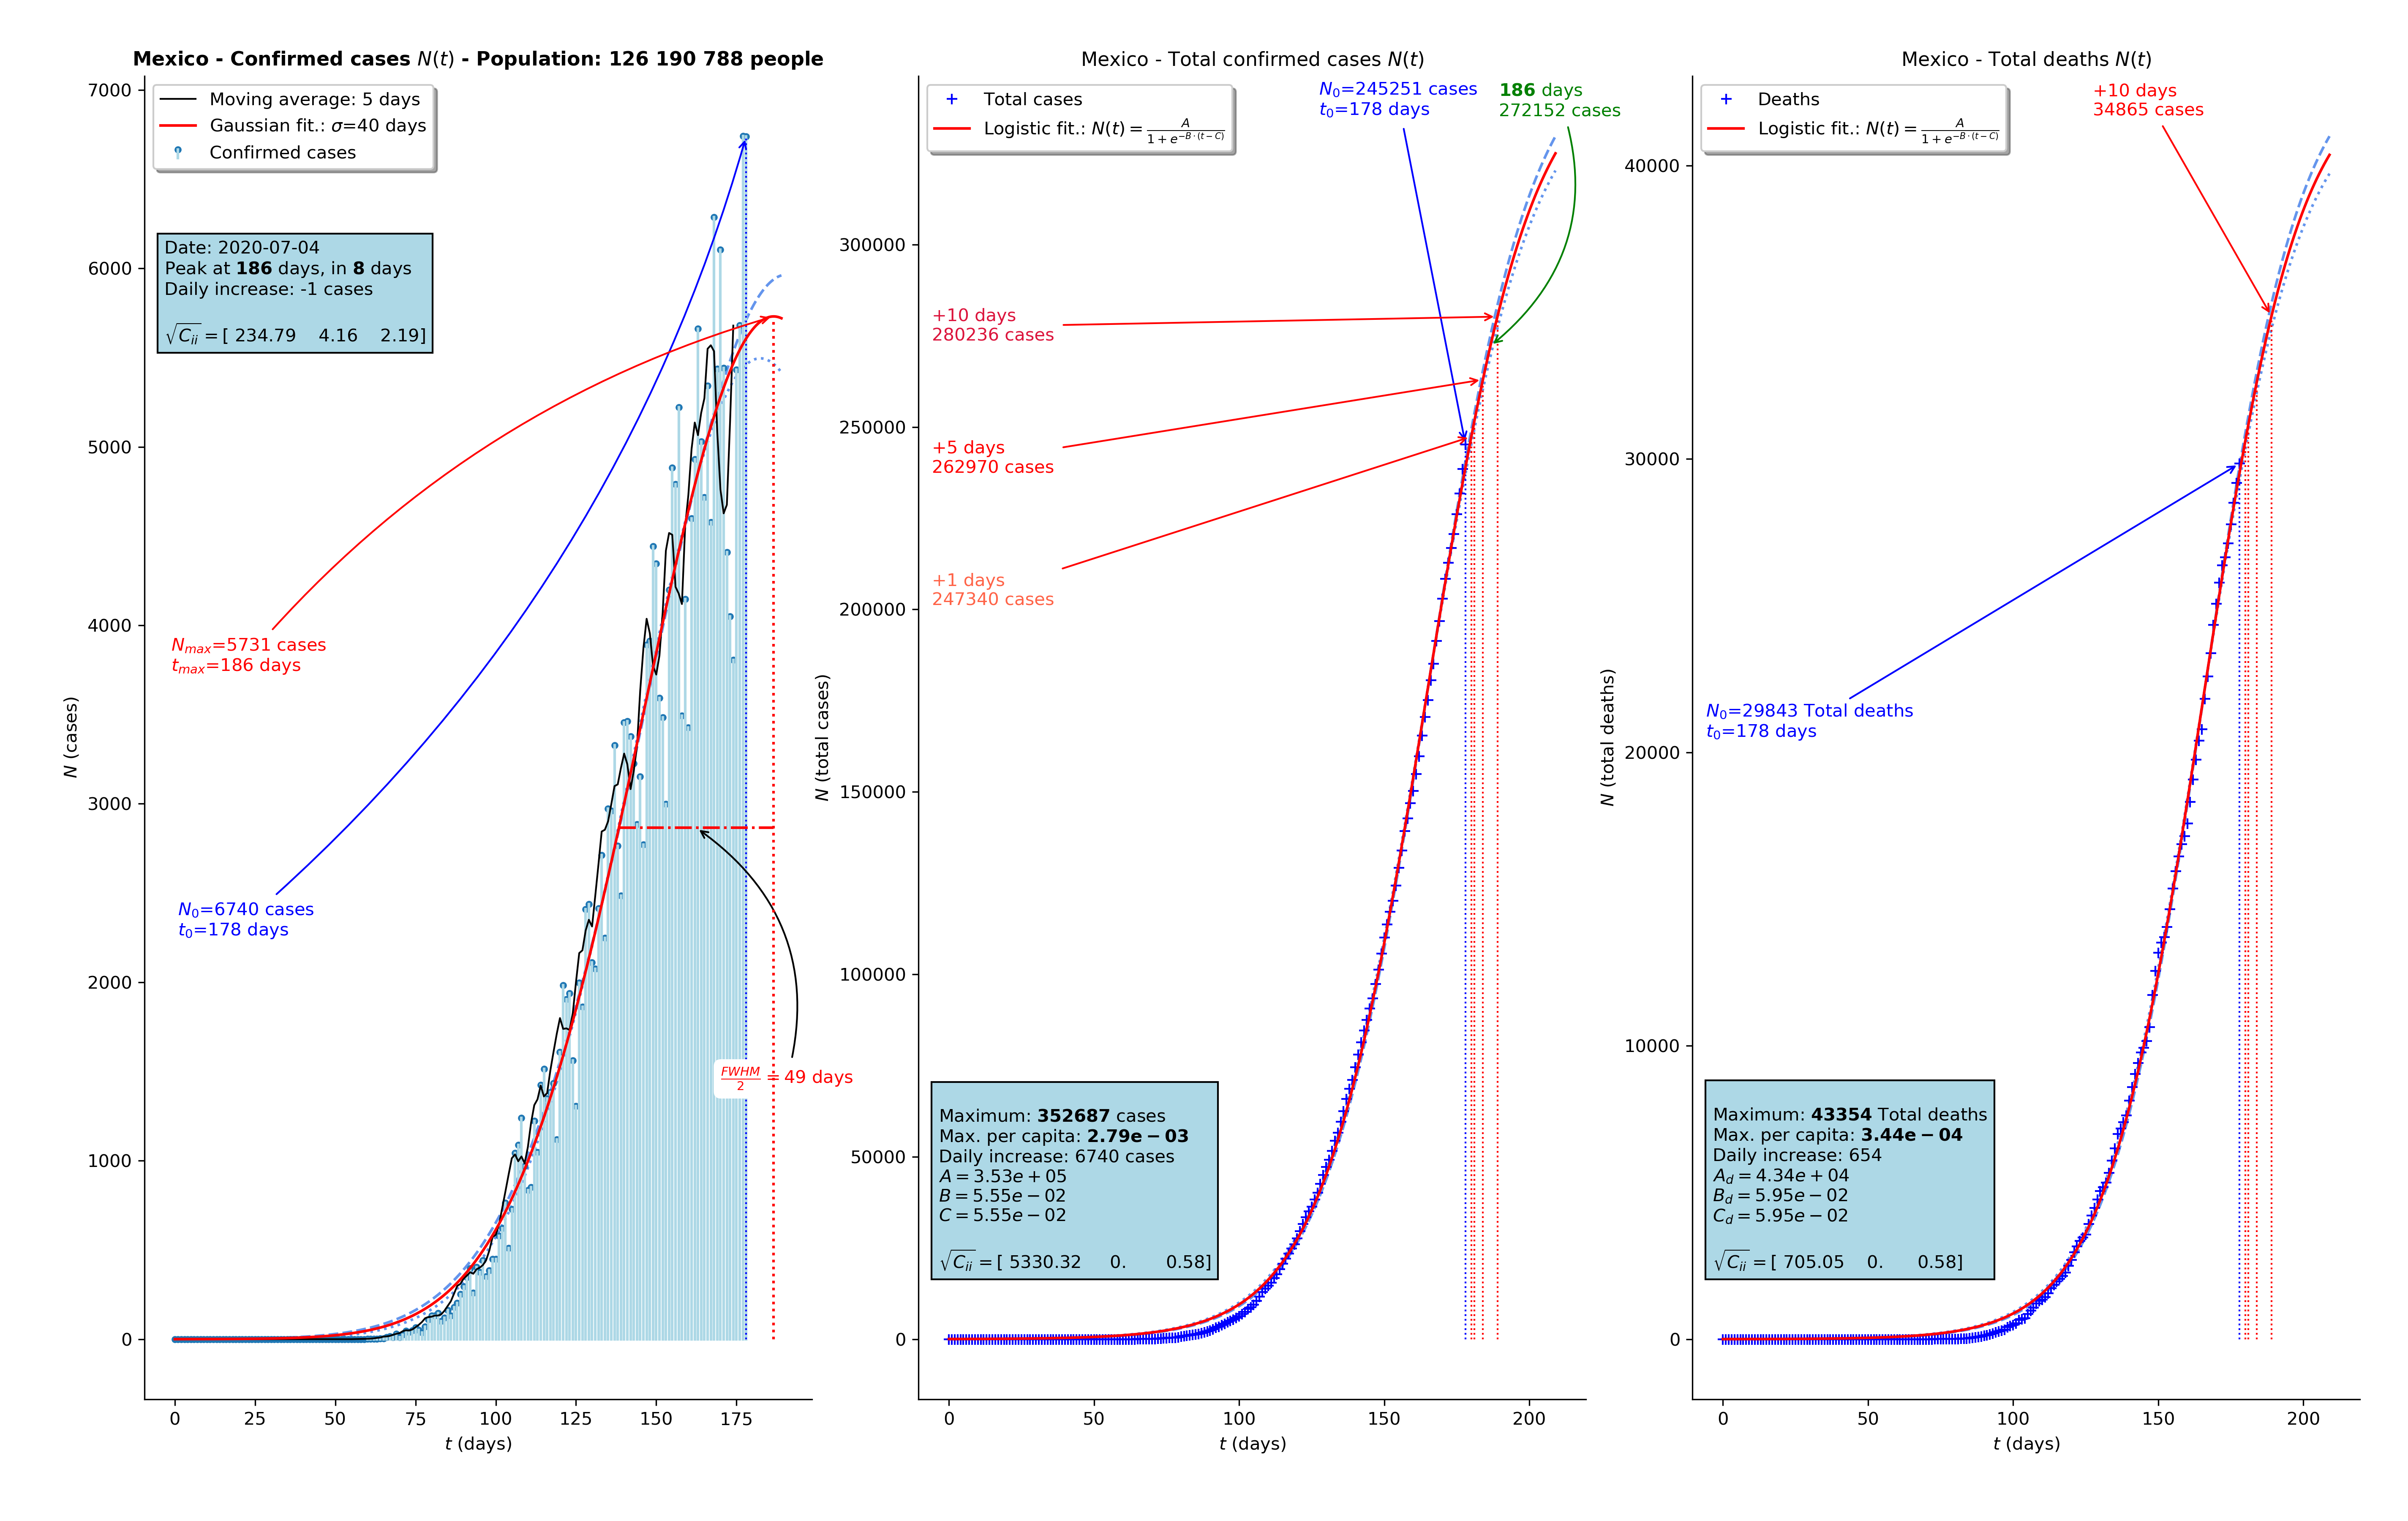 Mexico - Confirmed cases N(t) - Population: 126 190 788 people
Moving average: 5 days
Gaussian fit.: σ=40 days
Confirmed cases
Date: 2020-07-04
Peak at 186 days, in 8 days
Daily increase: -1 cases
√C_ii = [ 234.79 4.16 2.19]
N_max=5731 cases
t_max=186 days
N_0=6740 cases
t_0=178 days
FWHM/2 = 49 days
7000
6000
5000
4000
3000
2000
1000
0
N (cases)
0 25 50 75 100 125 150 175
t (days)
Mexico - Total confirmed cases N(t)
Total cases
Logistic fit.: N(t) = A/(1+e^{-B·(t-C)})
N_0=245251 cases
t_0=178 days
186 days
272152 cases
+10 days
280236 cases
+5 days
262970 cases
+1 days
247340 cases
Maximum: 352687 cases
Max. per capita: 2.79e − 03
Daily increase: 6740 cases
A = 3.53e + 05
B = 5.55e − 02
C = 5.55e − 02
√C_ii = [ 5330.32 0. 0.58]
300000
250000
200000
150000
100000
50000
0
N (total cases)
0 50 100 150 200
t (days)
Mexico - Total deaths N(t)
Deaths
Logistic fit.: N(t) = A/(1+e^{-B·(t-C)})
+10 days
34865 cases
N_0=29843 Total deaths
t_0=178 days
Maximum: 43354 Total deaths
Max. per capita: 3.44e − 04
Daily increase: 654
A_d = 4.34e + 04
B_d = 5.95e − 02
C_d = 5.95e − 02
√C_ii = [ 705.05 0. 0.58]
40000
30000
20000
10000
0
N (total deaths)
0 50 100 150 200
t (days)